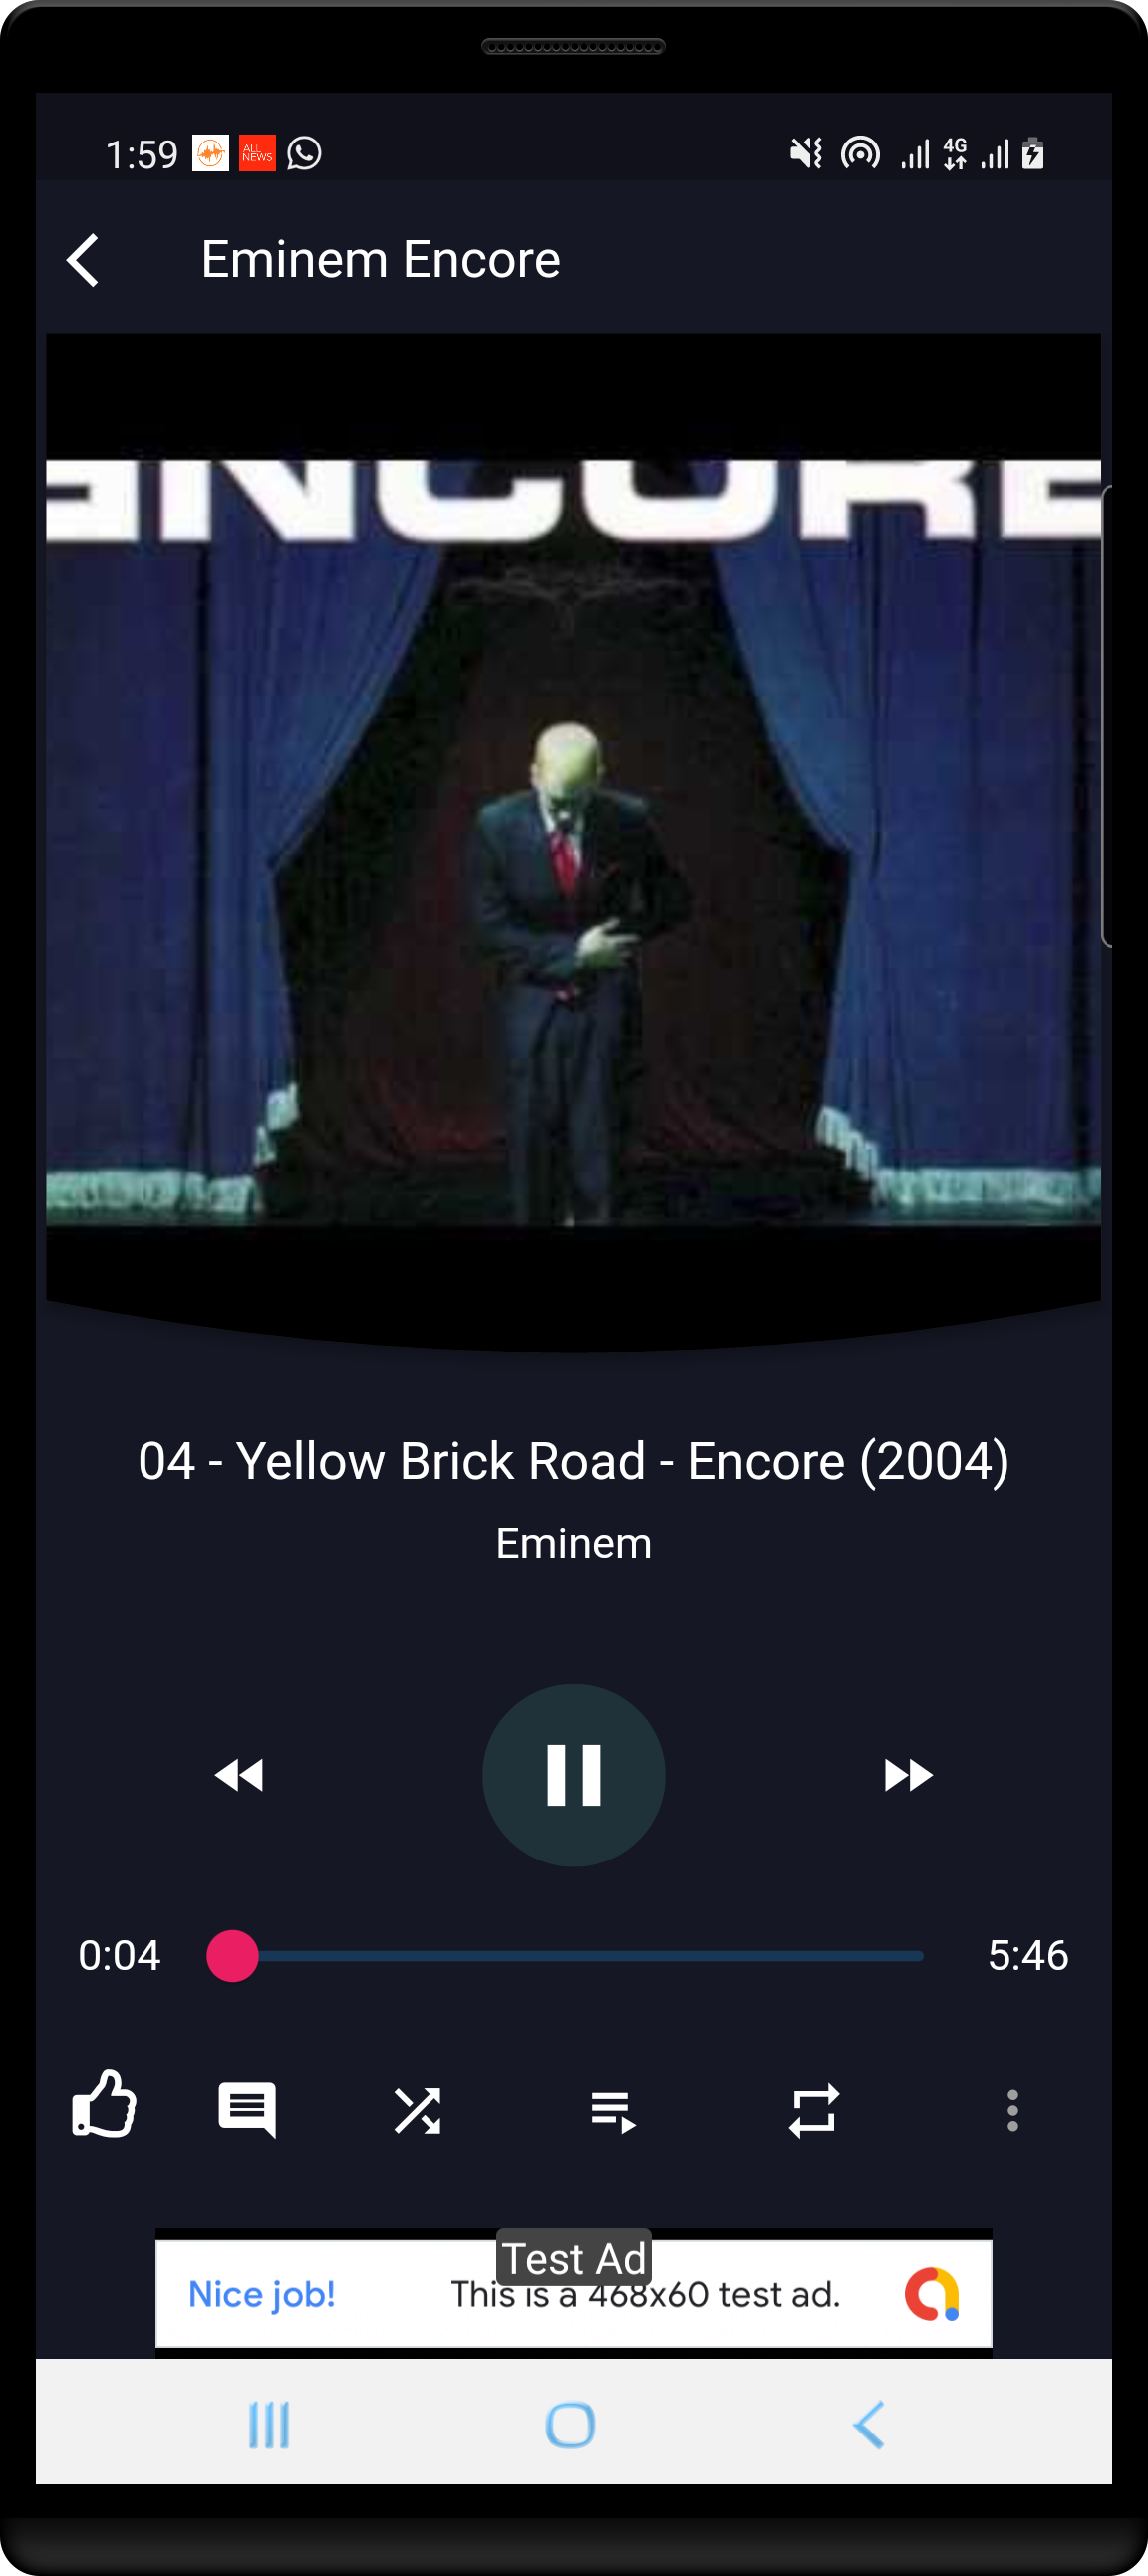 1:59
ALL
NEWS
4G
Eminem Encore
ENCORE
04 - Yellow Brick Road - Encore (2004)
Eminem
0:04
5:46
Test Ad
Nice job!
This is a 468x60 test ad.